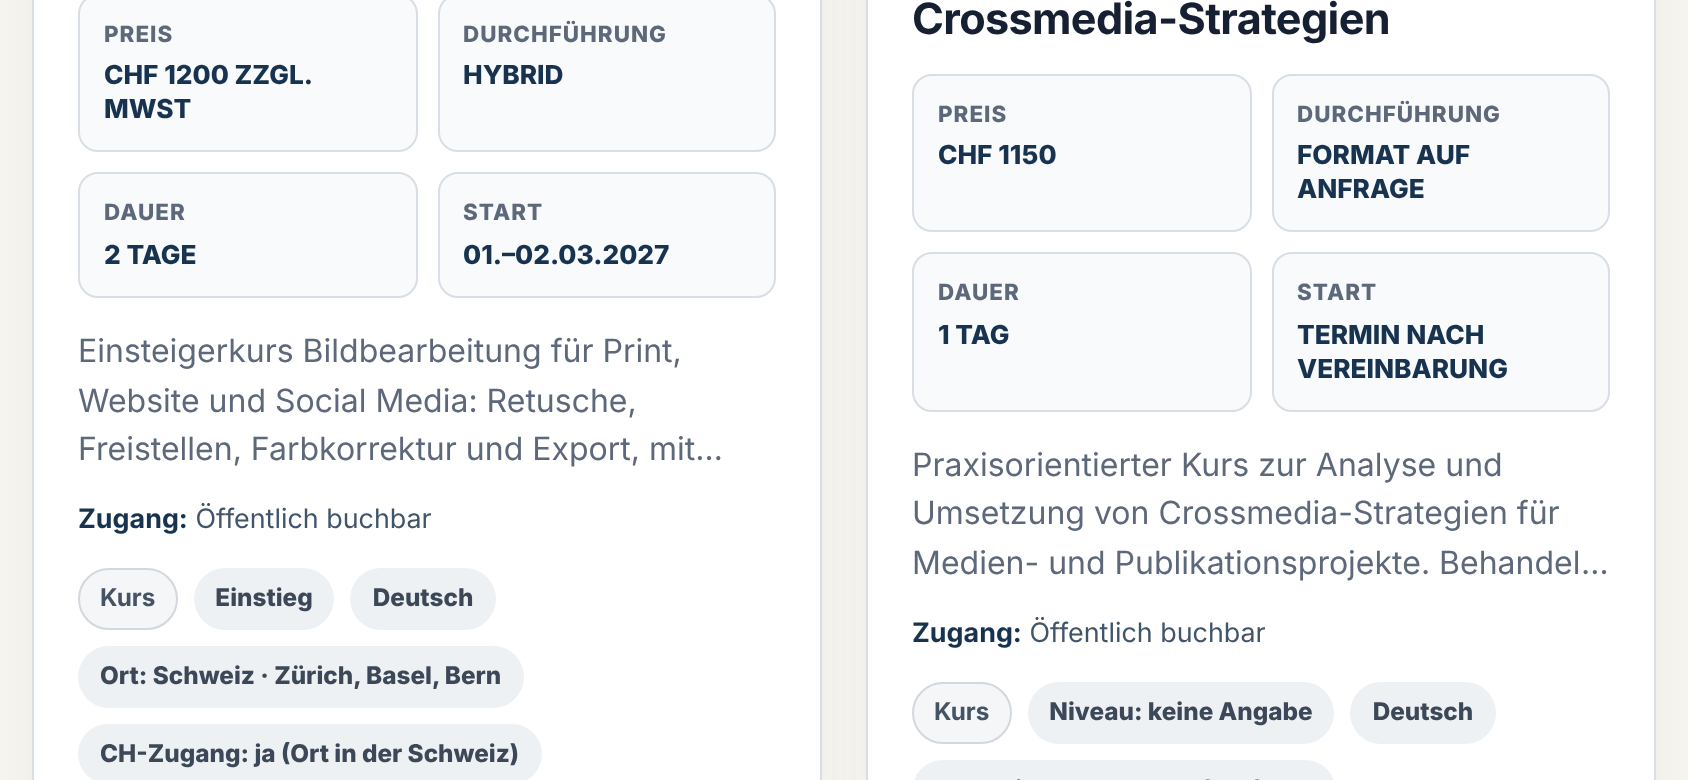 PREIS
CHF 1200 ZZGL.
MWST
DURCHFÜHRUNG
HYBRID
DAUER
2 TAGE
START
01.–02.03.2027
Einsteigerkurs Bildbearbeitung für Print,
Website und Social Media: Retusche,
Freistellen, Farbkorrektur und Export, mit…
Zugang: Öffentlich buchbar
Kurs
Einstieg
Deutsch
Ort: Schweiz · Zürich, Basel, Bern
CH-Zugang: ja (Ort in der Schweiz)
Crossmedia-Strategien
PREIS
CHF 1150
DURCHFÜHRUNG
FORMAT AUF
ANFRAGE
DAUER
1 TAG
START
TERMIN NACH
VEREINBARUNG
Praxisorientierter Kurs zur Analyse und
Umsetzung von Crossmedia-Strategien für
Medien- und Publikationsprojekte. Behandel…
Zugang: Öffentlich buchbar
Kurs
Niveau: keine Angabe
Deutsch